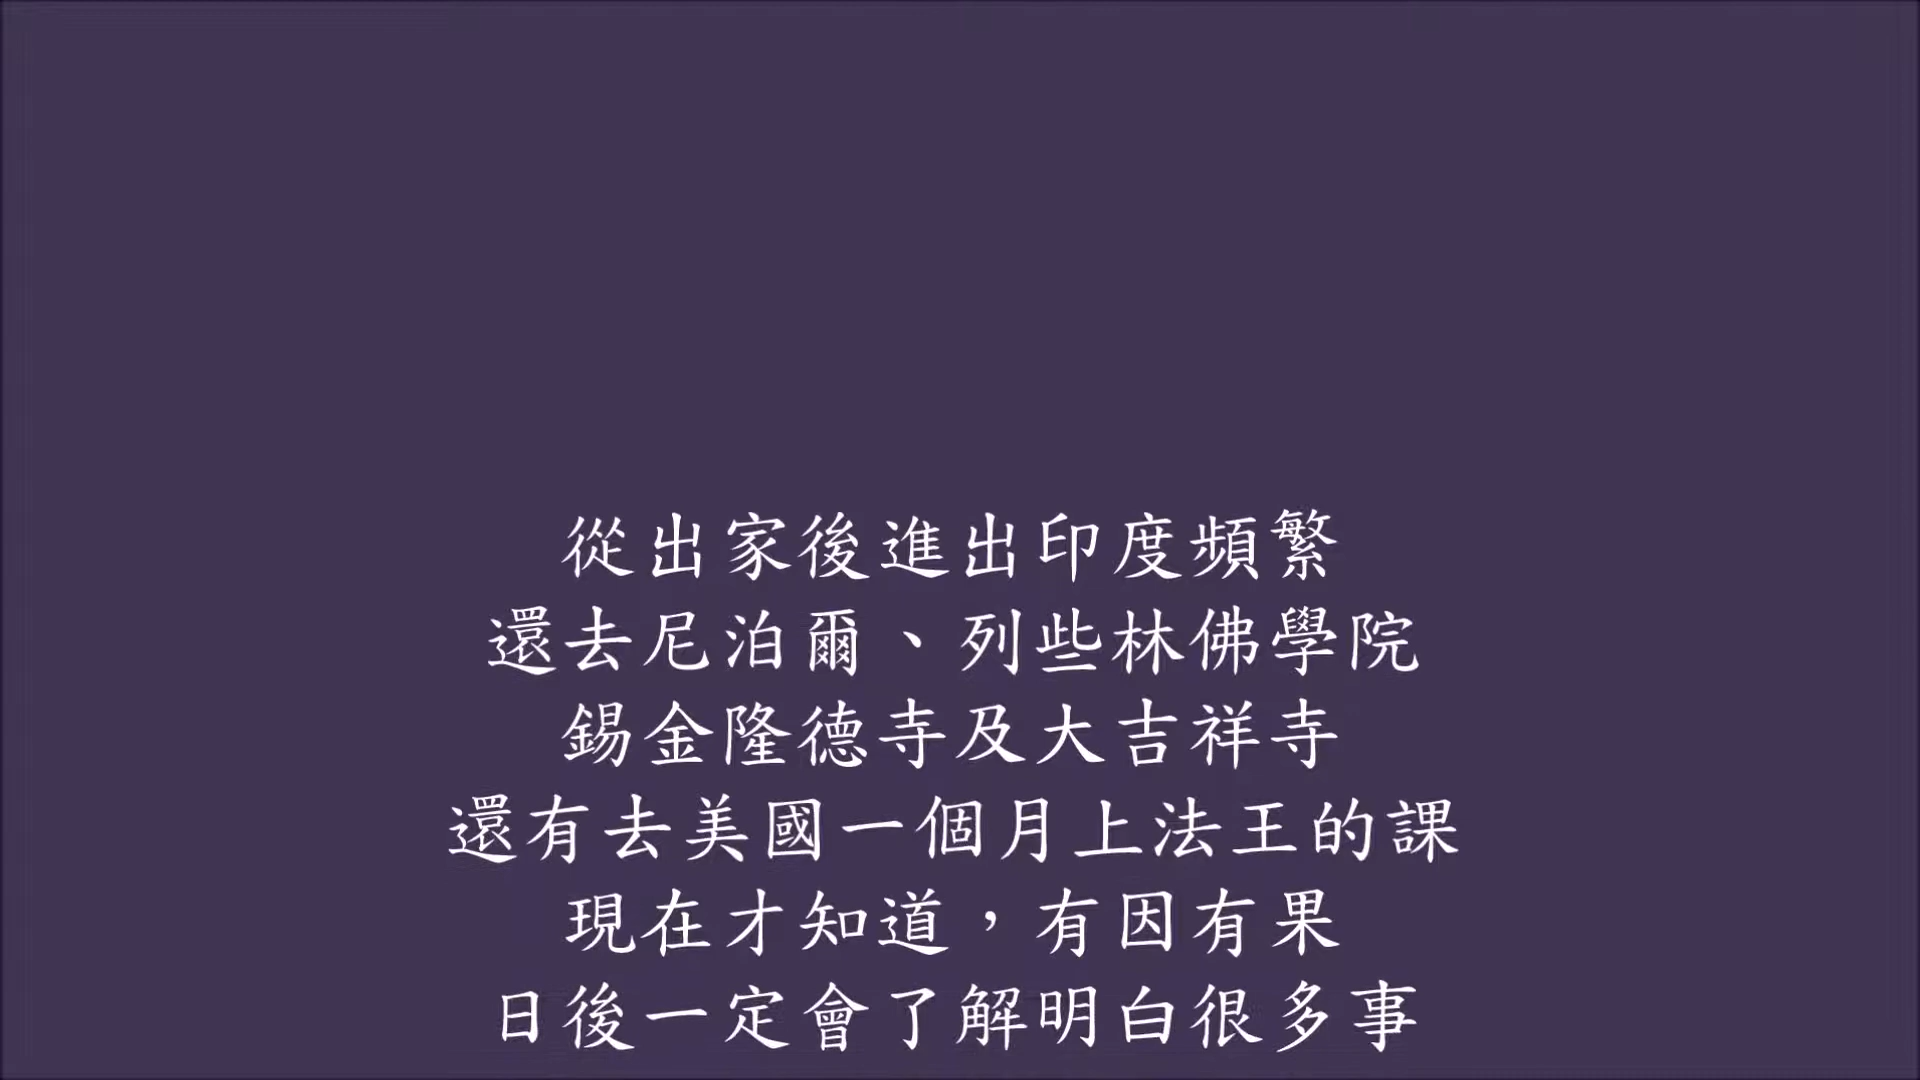 從出家後進出印度頻繁
還去尼泊爾、列些林佛學院
錫金隆德寺及大吉祥寺
還有去美國一個月上法王的課
現在才知道，有因有果
日後一定會了解明白很多事